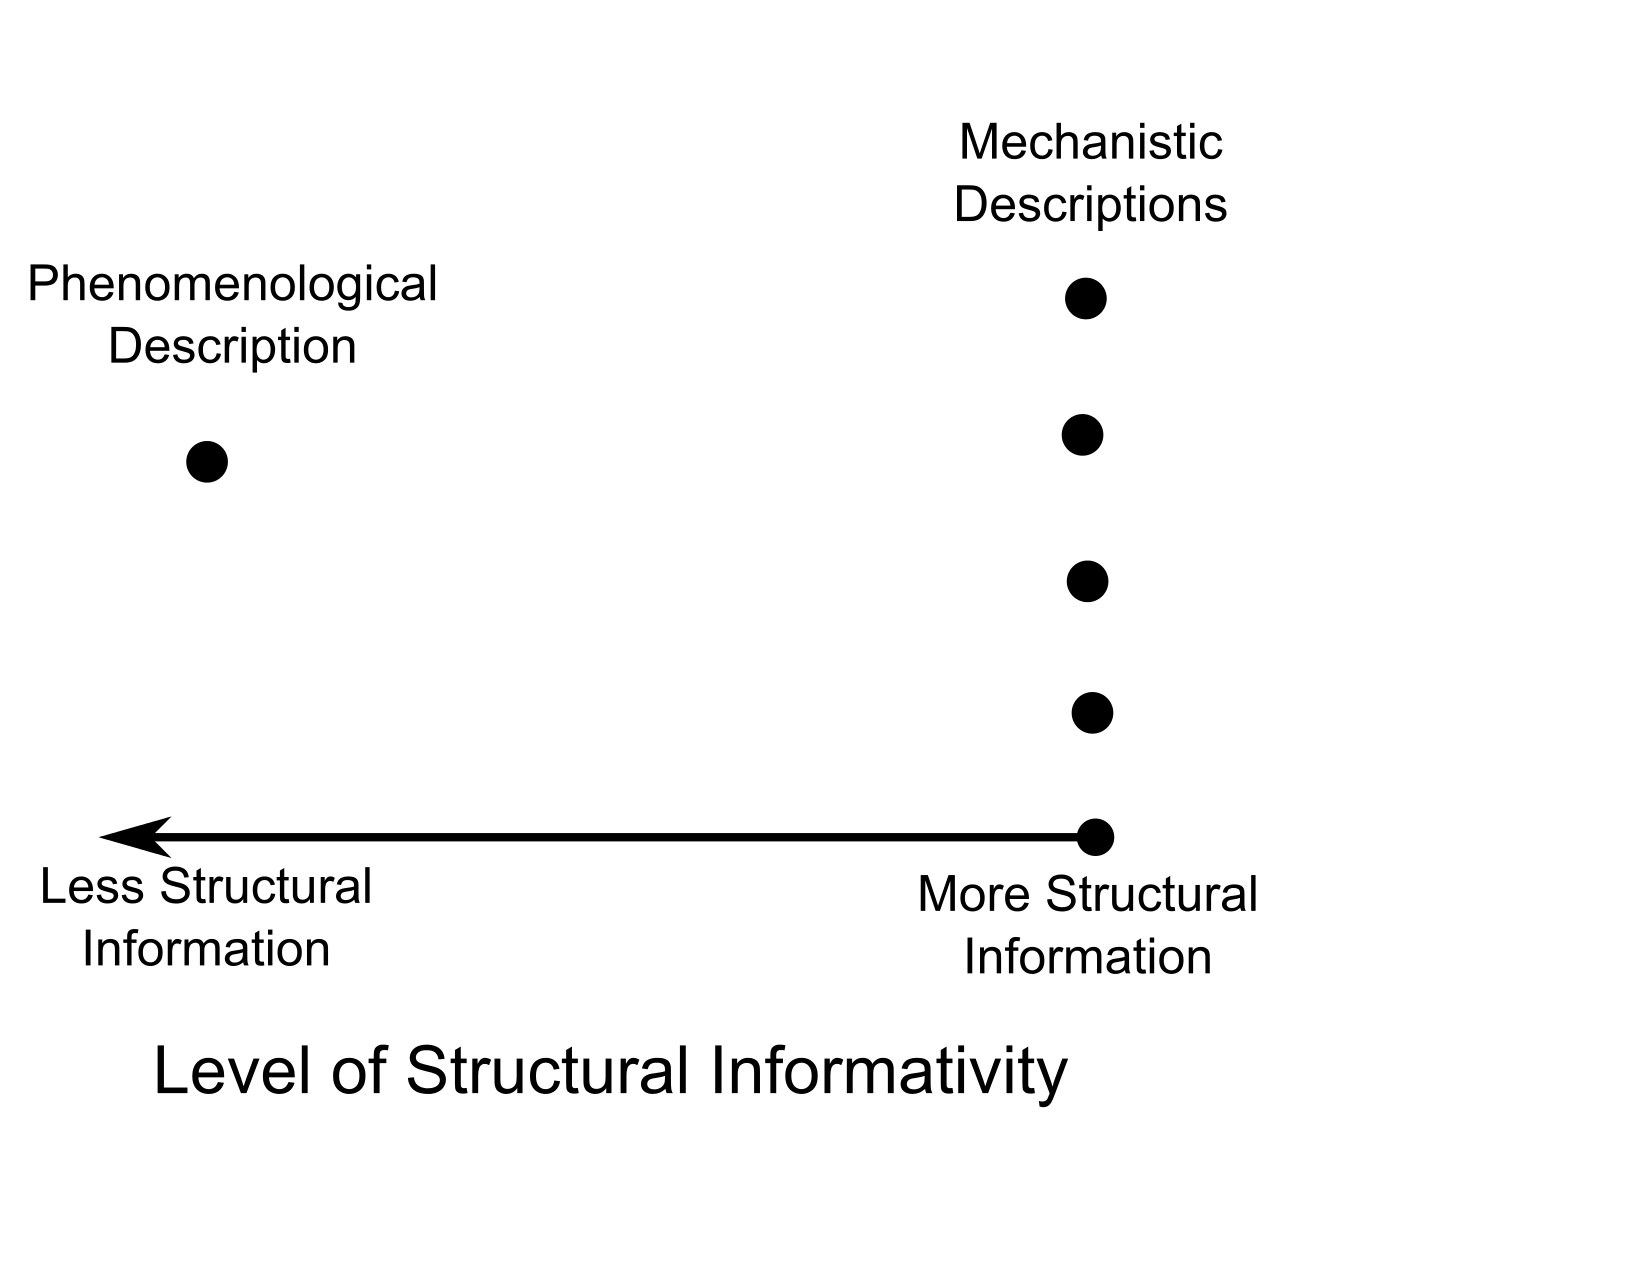 Mechanistic
Descriptions
Phenomenological
Description
Less Structural
Information
More Structural
Information
Level of Structural Informativity